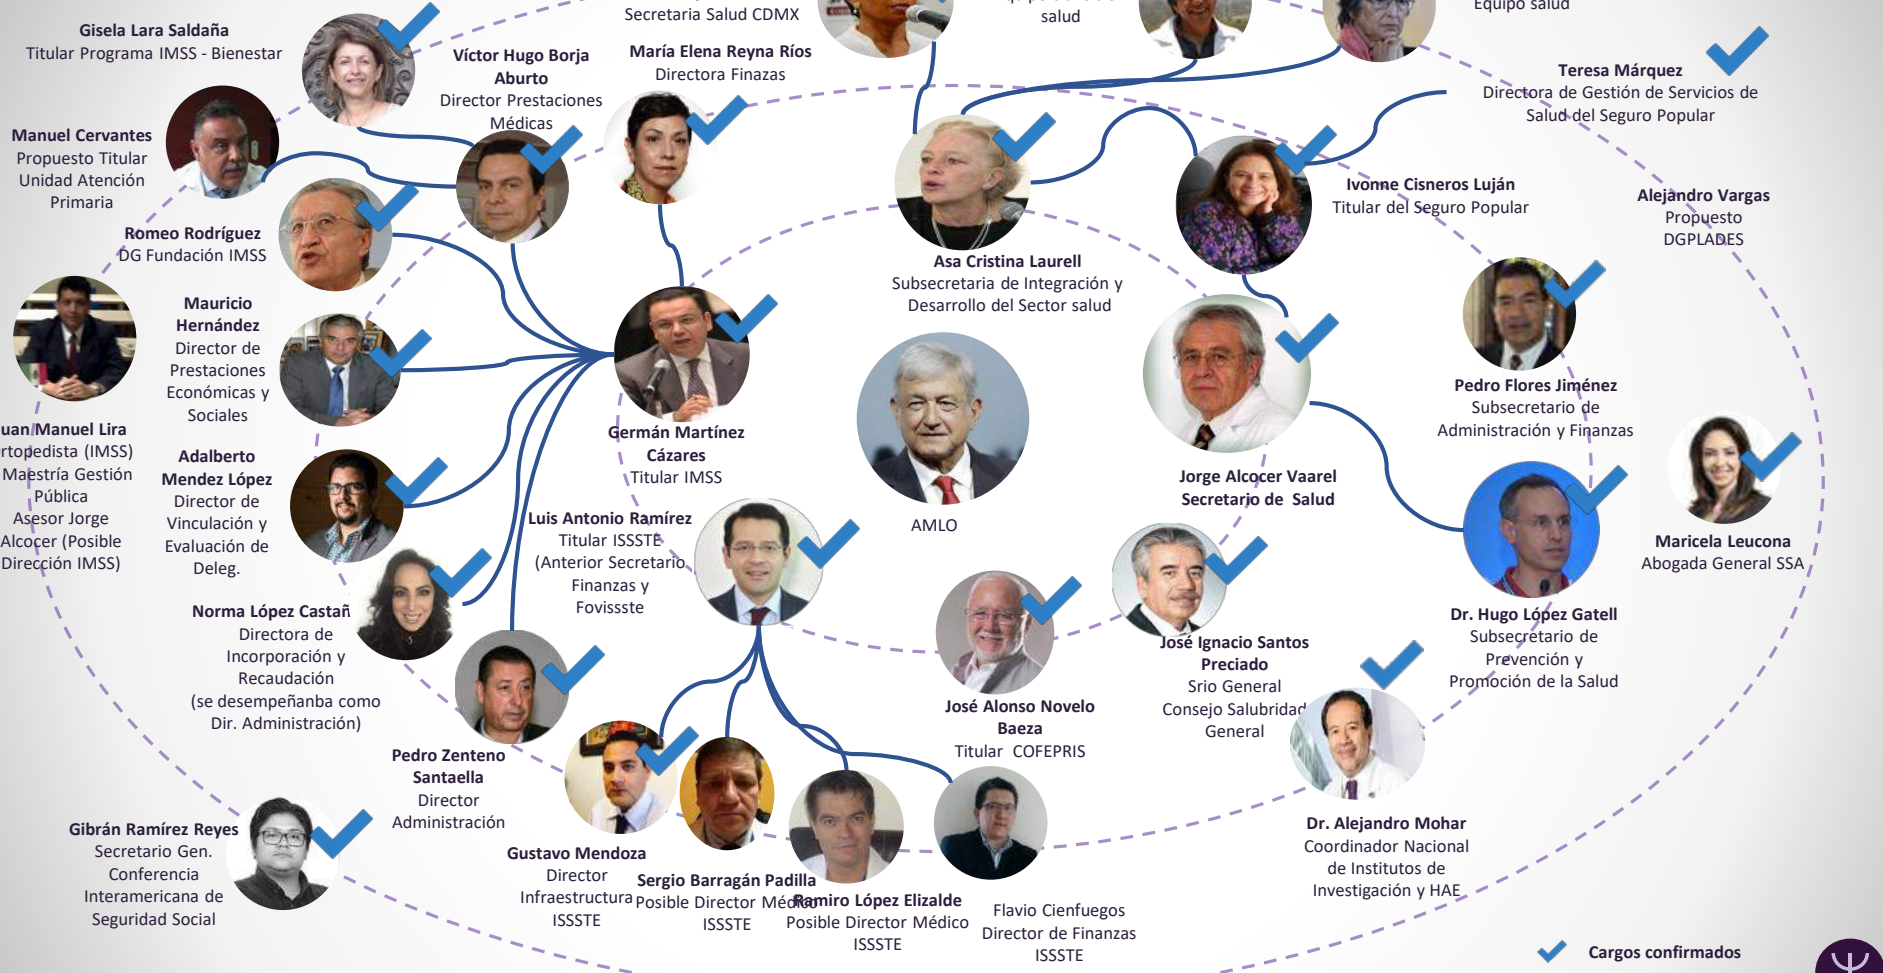 Secretaria Salud CDMX
salud
Equipo salud
Gisela Lara Saldaña
Titular Programa IMSS - Bienestar
Víctor Hugo Borja
Aburto
Director Prestaciones
Médicas
María Elena Reyna Ríos
Directora Finazas
Teresa Márquez
Directora de Gestión de Servicios de
Salud del Seguro Popular
Manuel Cervantes
Propuesto Titular
Unidad Atención
Primaria
Ivonne Cisneros Luján
Titular del Seguro Popular
Alejandro Vargas
Propuesto
DGPLADES
Romeo Rodríguez
DG Fundación IMSS
Asa Cristina Laurell
Subsecretaria de Integración y
Desarrollo del Sector salud
Mauricio
Hernández
Director de
Prestaciones
Económicas y
Sociales
Pedro Flores Jiménez
Subsecretario de
Administración y Finanzas
uan Manuel Lira
rtopedista (IMSS)
Maestría Gestión
Pública
Asesor Jorge
Alcocer (Posible
Dirección IMSS)
Germán Martínez
Cázares
Titular IMSS
Adalberto
Mendez López
Director de
Vinculación y
Evaluación de
Deleg.
Jorge Alcocer Vaarel
Secretario de Salud
Luis Antonio Ramírez
Titular ISSSTE
(Anterior Secretario
Finanzas y
Fovissste
AMLO
Maricela Leucona
Abogada General SSA
Norma López Castañ
Directora de
Incorporación y
Recaudación
(se desempeñanba como
Dir. Administración)
Dr. Hugo López Gatell
Subsecretario de
Prevención y
Promoción de la Salud
José Ignacio Santos
Preciado
Srio General
Consejo Salubridad
General
José Alonso Novelo
Baeza
Titular COFEPRIS
Pedro Zenteno
Santaella
Director
Administración
Gibrán Ramírez Reyes
Secretario Gen.
Conferencia
Interamericana de
Seguridad Social
Dr. Alejandro Mohar
Coordinador Nacional
de Institutos de
Investigación y HAE
Gustavo Mendoza
Director
Infraestructura
ISSSTE
Sergio Barragán Padilla
Posible Director Médico
ISSSTE
Ramiro López Elizalde
Posible Director Médico
ISSSTE
Flavio Cienfuegos
Director de Finanzas
ISSSTE
Cargos confirmados